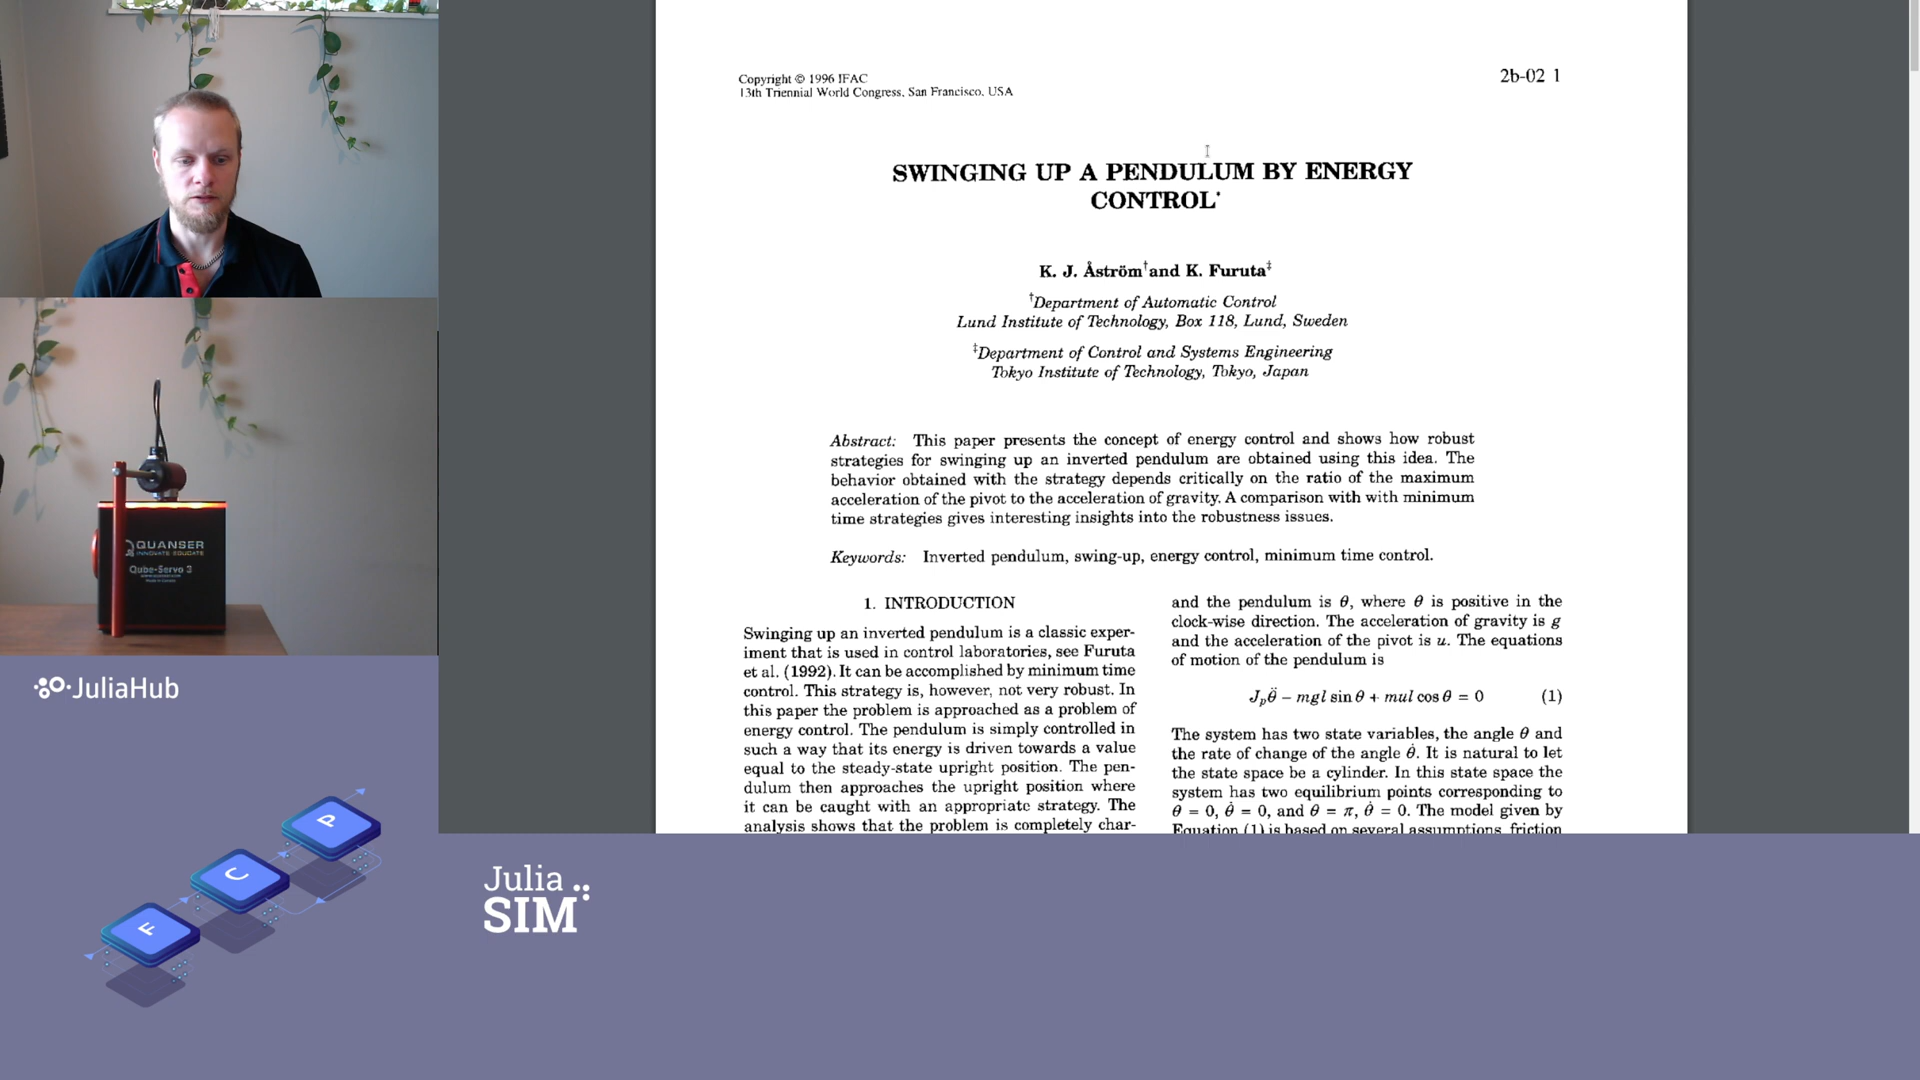 Copyright © 1996 IFAC
13th Triennial World Congress, San Francisco, USA
2b-02 1
SWINGING UP A PENDULUM BY ENERGY
CONTROL*
K. J. Åström† and K. Furuta‡
†Department of Automatic Control
Lund Institute of Technology, Box 118, Lund, Sweden
‡Department of Control and Systems Engineering
Tokyo Institute of Technology, Tokyo, Japan
Abstract: This paper presents the concept of energy control and shows how robust
strategies for swinging up an inverted pendulum are obtained using this idea. The
behavior obtained with the strategy depends critically on the ratio of the maximum
acceleration of the pivot to the acceleration of gravity. A comparison with with minimum
time strategies gives interesting insights into the robustness issues.
Keywords: Inverted pendulum, swing-up, energy control, minimum time control.
1. INTRODUCTION
Swinging up an inverted pendulum is a classic exper-
iment that is used in control laboratories, see Furuta
et al. (1992). It can be accomplished by minimum time
control. This strategy is, however, not very robust. In
this paper the problem is approached as a problem of
energy control. The pendulum is simply controlled in
such a way that its energy is driven towards a value
equal to the steady-state upright position. The pen-
dulum then approaches the upright position where
it can be caught with an appropriate strategy. The
analysis shows that the problem is completely char-
and the pendulum is θ, where θ is positive in the
clock-wise direction. The acceleration of gravity is g
and the acceleration of the pivot is u. The equations
of motion of the pendulum is
J_p θ̈ − mgl sin θ + mul cos θ = 0 (1)
The system has two state variables, the angle θ and
the rate of change of the angle θ̇. It is natural to let
the state space be a cylinder. In this state space the
system has two equilibrium points corresponding to
θ = 0, θ̇ = 0, and θ = π, θ̇ = 0. The model given by
Equation (1) is based on several assumptions, friction
QUANSER
INNOVATE EDUCATE
Qube-Servo 3
JuliaHub
F
C
P
Julia
SIM